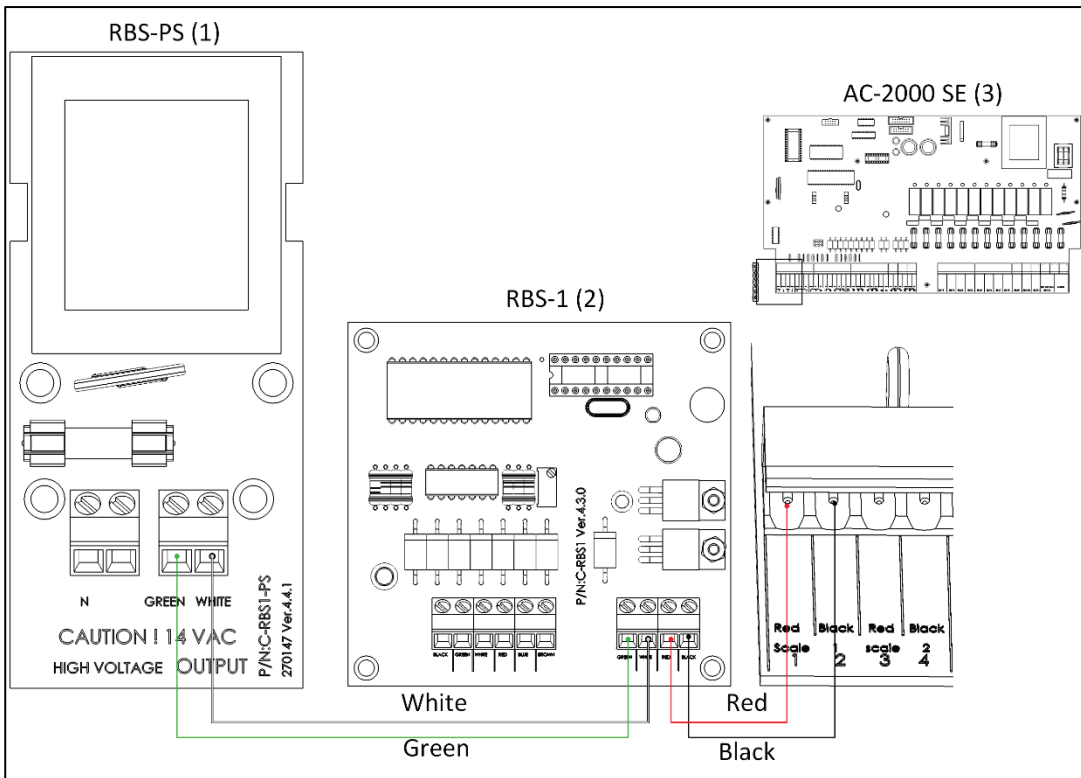 RBS-PS (1)
AC-2000 SE (3)
RBS-1 (2)
N
GREEN WHITE
CAUTION ! 14 VAC
HIGH VOLTAGE OUTPUT
P/N:C-RBS1-PS
270147 Ver.4.4.1
P/N:C-RBS1 Ver.4.3.0
BLACK GREEN WHITE RED BLUE BROWN
GREEN WHITE RED BLACK
Red Black 1 Red Black
Scale scale 2
1 2 3 4
White
Red
Green
Black